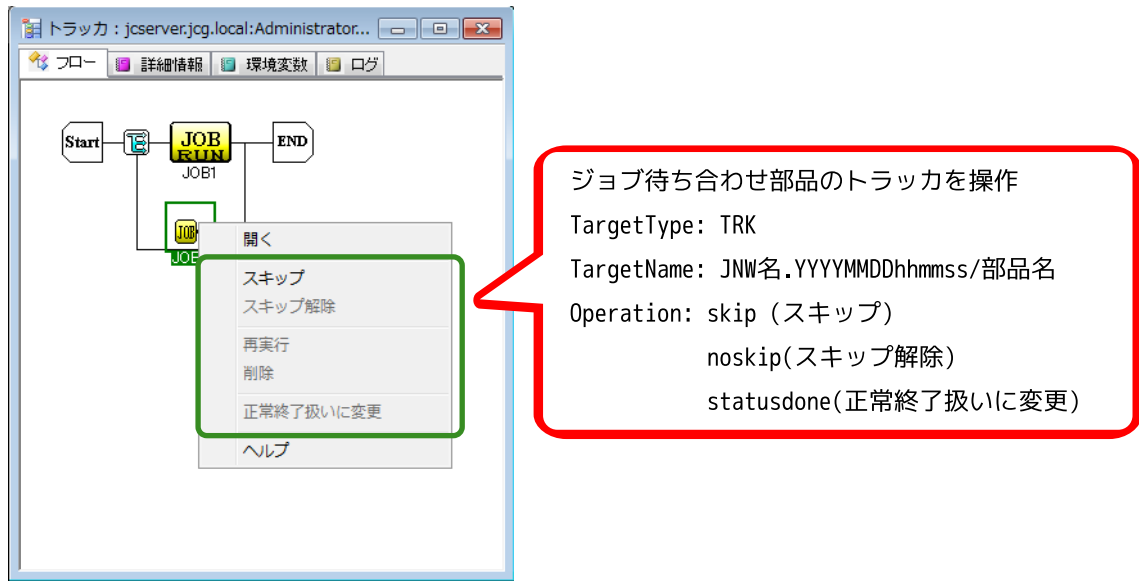 トラッカ : jcserver.jcg.local:Administrator...
フロー 詳細情報 環境変数 ログ
Start JOB RUN END
JOB1
JOB
開く
スキップ
スキップ解除
再実行
削除
正常終了扱いに変更
ヘルプ
ジョブ待ち合わせ部品のトラッカを操作
TargetType: TRK
TargetName: JNW名.YYYYMMDDhhmmss/部品名
Operation: skip (スキップ)
noskip(スキップ解除)
statusdone(正常終了扱いに変更)